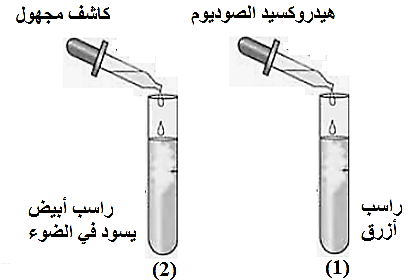 هيدروكسيد الصوديوم
كاشف مجهول
راسب
أزرق
راسب أبيض
يسود في الضوء
(1)
(2)